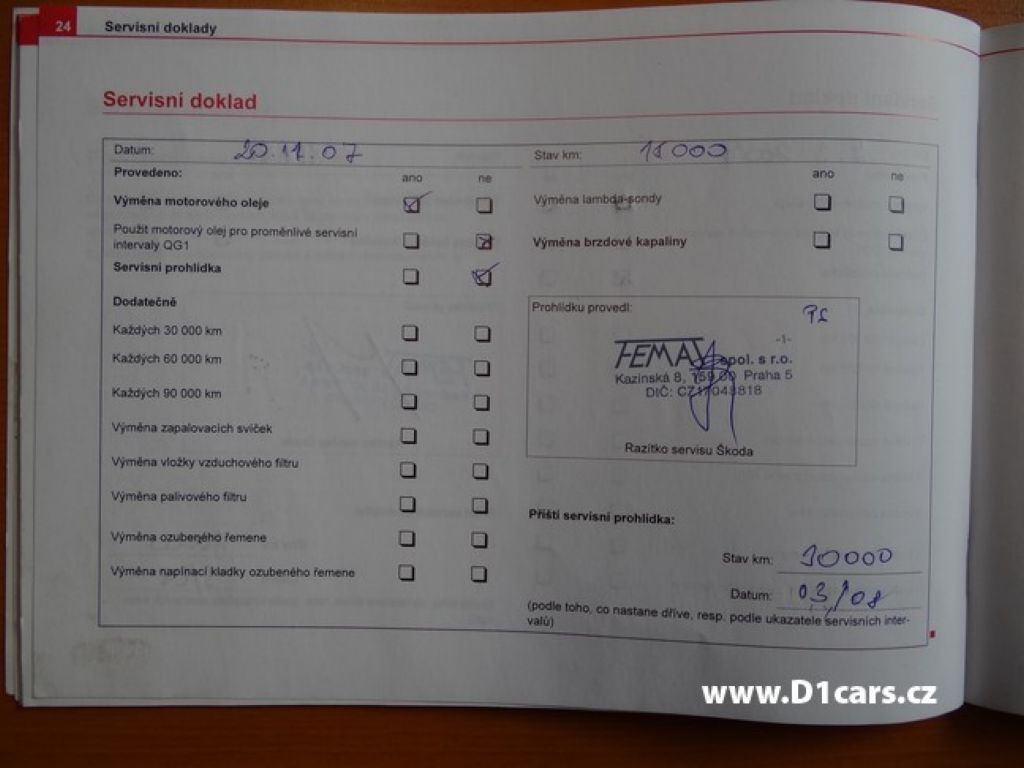 24 Servisní doklady
Servisní doklad
Datum: 20.11.07
Stav km: 15000
Provedeno: ano ne
ano ne
Výměna motorového oleje
Výměna lambda-sondy
Použit motorový olej pro proměnlivé servisní
intervaly QG1
Výměna brzdové kapaliny
Servisní prohlídka
Dodatečně
Každých 30 000 km
Každých 60 000 km
Každých 90 000 km
Výměna zapalovacích svíček
Výměna vložky vzduchového filtru
Výměna palivového filtru
Výměna ozubeného řemene
Výměna napínací kladky ozubeného řemene
Prohlídku provedl:
-1-
spol. s r.o.
Kazínská 8, 159 00 Praha 5
DIČ:
Razítko servisu Škoda
Příští servisní prohlídka:
Stav km: 30000
Datum: 03/08
(podle toho, co nastane dříve, resp. podle ukazatele servisních inter-
valů)
www.D1cars.cz